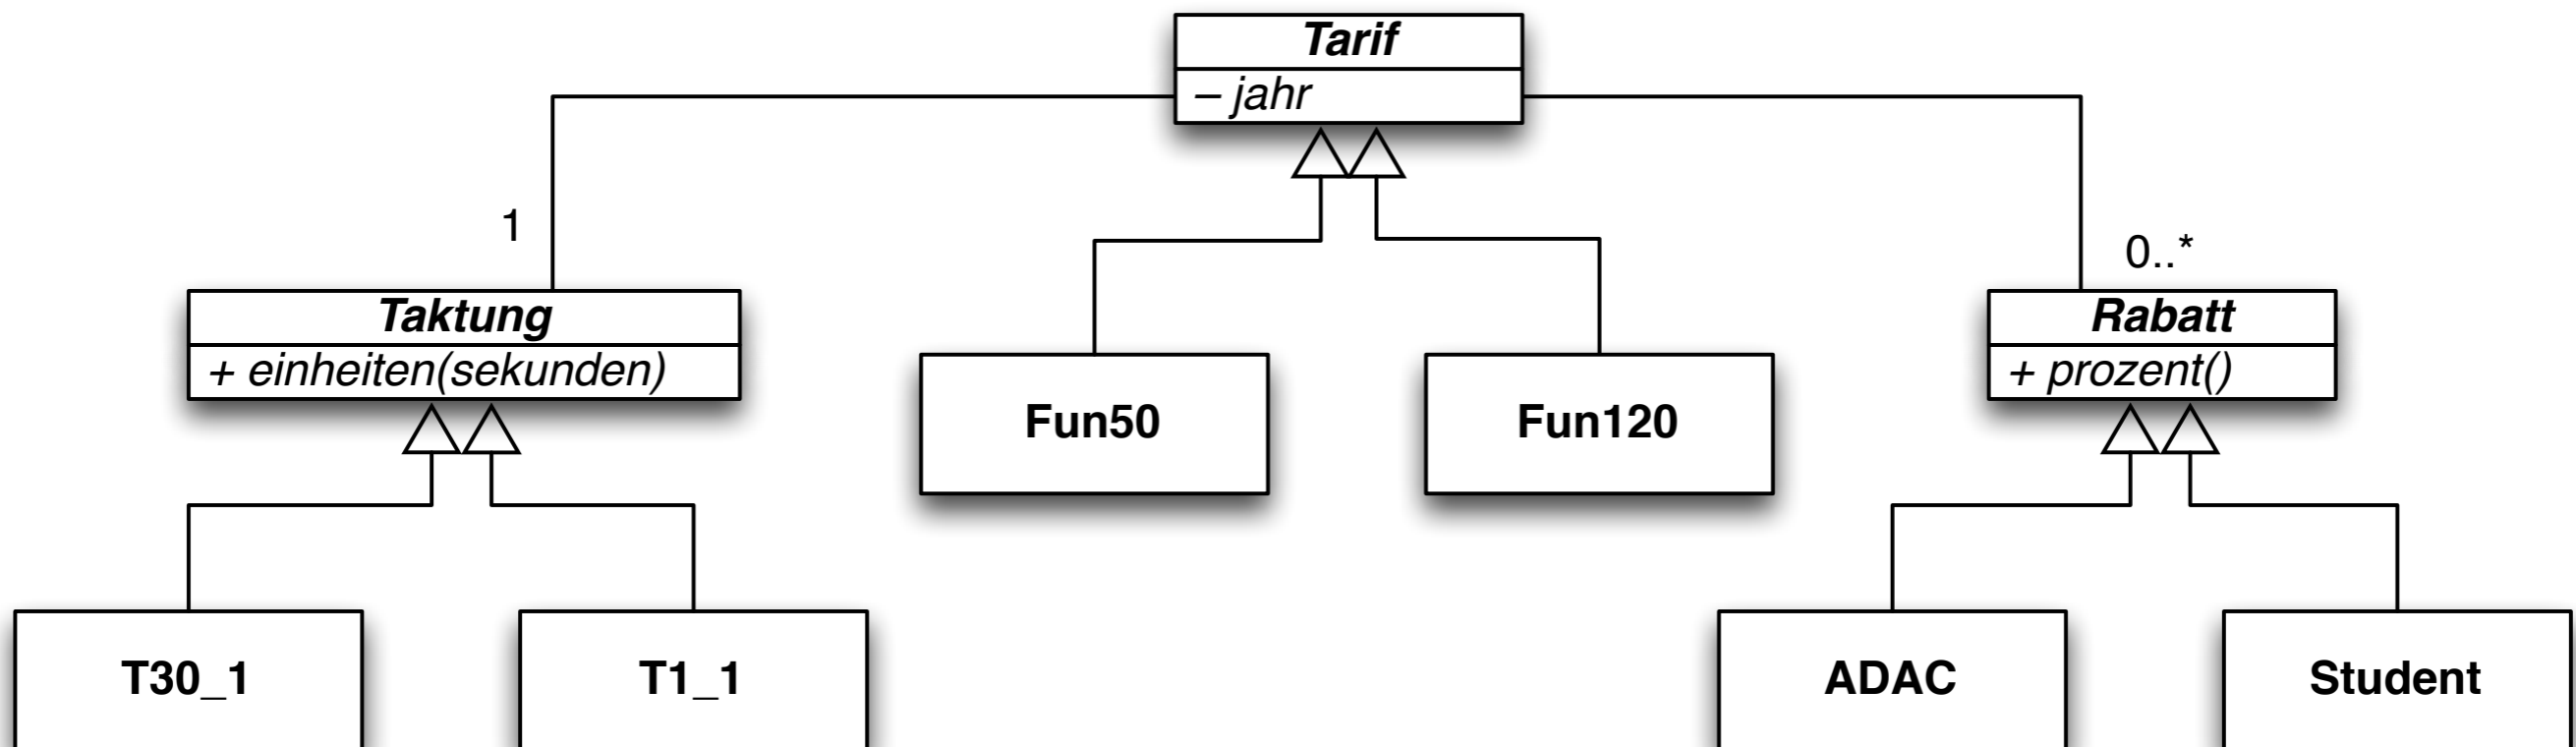 Tarif
– jahr
1
0..*
Taktung
+ einheiten(sekunden)
Rabatt
+ prozent()
Fun50
Fun120
T30_1
T1_1
ADAC
Student